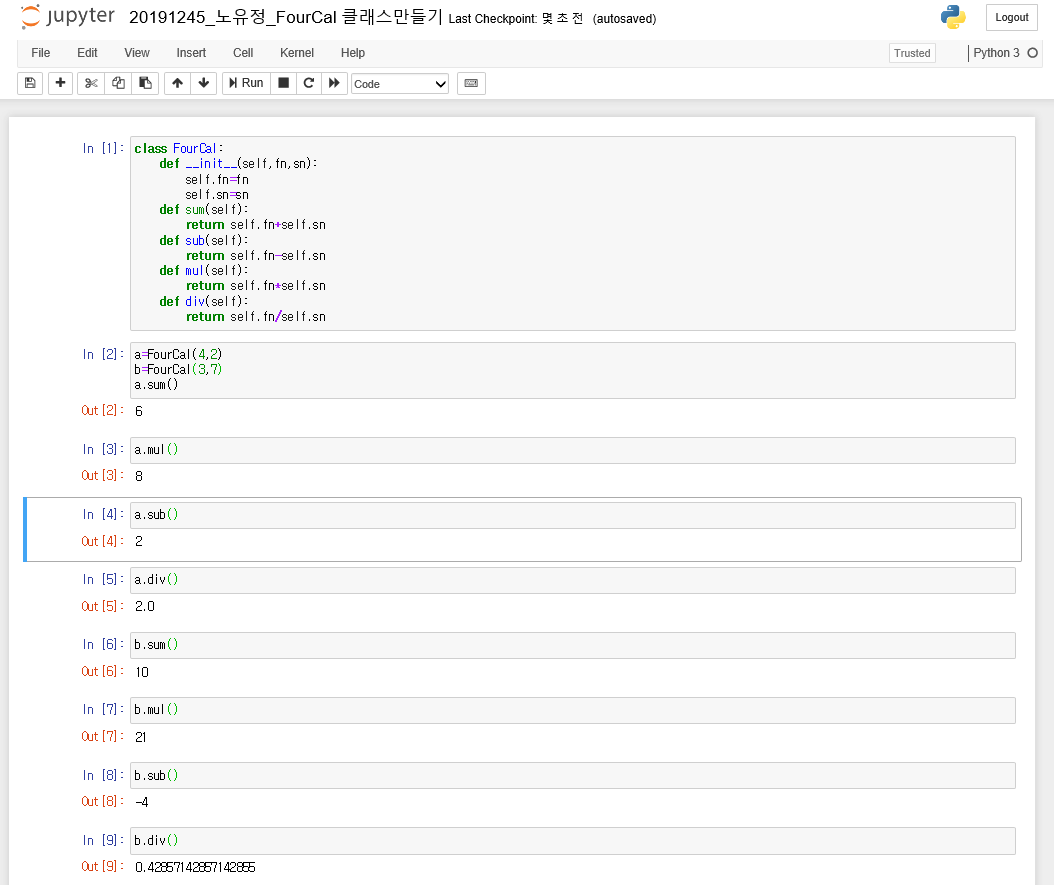 jupyter 20191245_노유정_FourCal 클래스만들기 Last Checkpoint: 몇 초 전 (autosaved)
Logout
File Edit View Insert Cell Kernel Help Trusted Python 3
Run Code
In [1]: class FourCal:
def __init__(self,fn,sn):
self.fn=fn
self.sn=sn
def sum(self):
return self.fn+self.sn
def sub(self):
return self.fn-self.sn
def mul(self):
return self.fn*self.sn
def div(self):
return self.fn/self.sn
In [2]: a=FourCal(4,2)
b=FourCal(3,7)
a.sum()
Out[2]: 6
In [3]: a.mul()
Out[3]: 8
In [4]: a.sub()
Out[4]: 2
In [5]: a.div()
Out[5]: 2.0
In [6]: b.sum()
Out[6]: 10
In [7]: b.mul()
Out[7]: 21
In [8]: b.sub()
Out[8]: -4
In [9]: b.div()
Out[9]: 0.42857142857142855